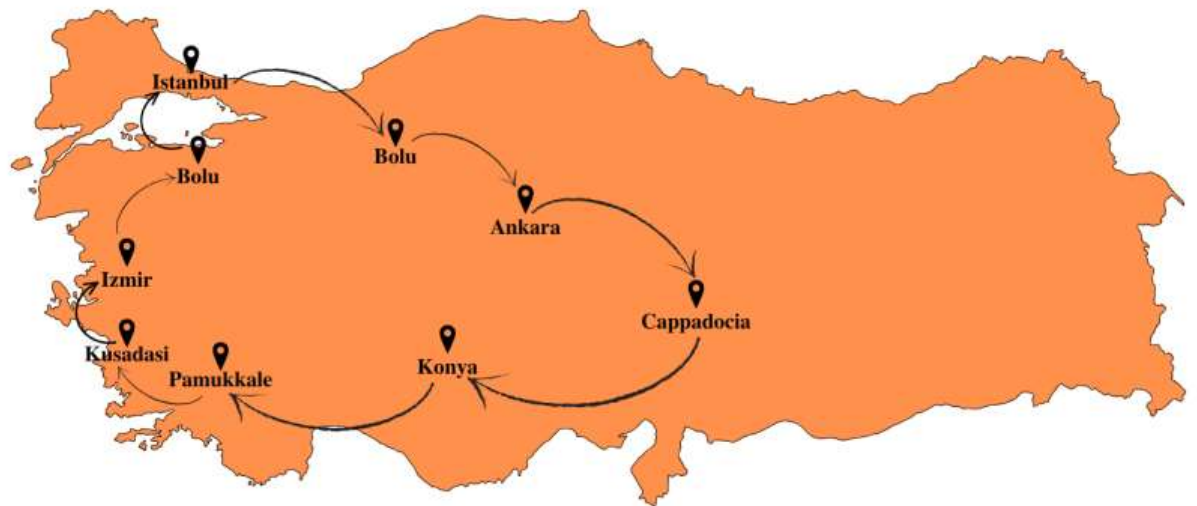 Istanbul
Bolu
Bolu
Ankara
Izmir
Cappadocia
Kusadasi
Konya
Pamukkale